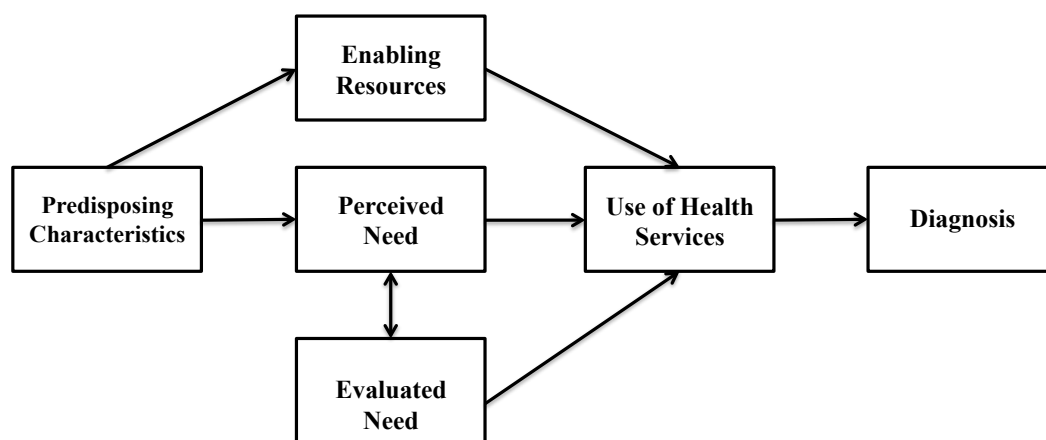 Enabling
Resources
Predisposing
Characteristics
Perceived
Need
Use of Health
Services
Diagnosis
Evaluated
Need